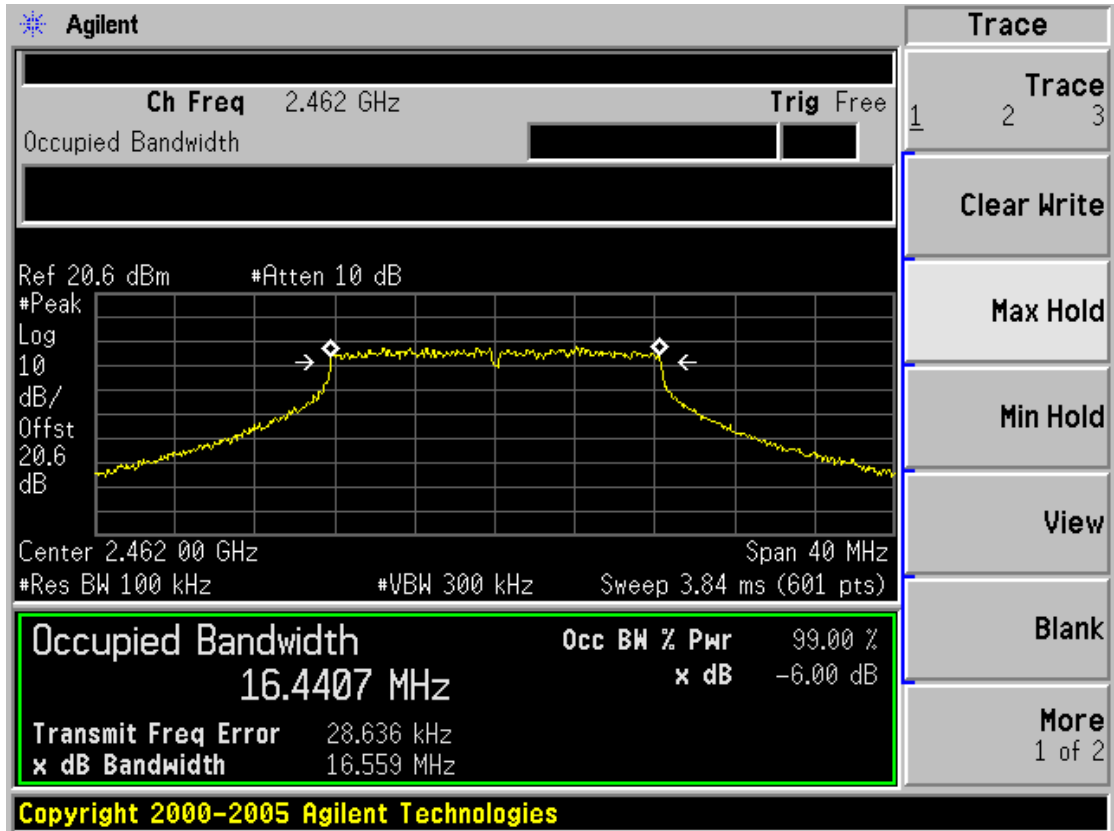 Agilent
Ch Freq 2.462 GHz Trig Free
Occupied Bandwidth
Ref 20.6 dBm #Atten 10 dB
#Peak
Log
10
dB/
Offst
20.6
dB
Center 2.462 00 GHz Span 40 MHz
#Res BW 100 kHz #VBW 300 kHz Sweep 3.84 ms (601 pts)
Occupied Bandwidth
16.4407 MHz
Occ BW % Pwr 99.00 %
x dB -6.00 dB
Transmit Freq Error 28.636 kHz
x dB Bandwidth 16.559 MHz
Copyright 2000-2005 Agilent Technologies
Trace
Trace
1 2 3
Clear Write
Max Hold
Min Hold
View
Blank
More
1 of 2